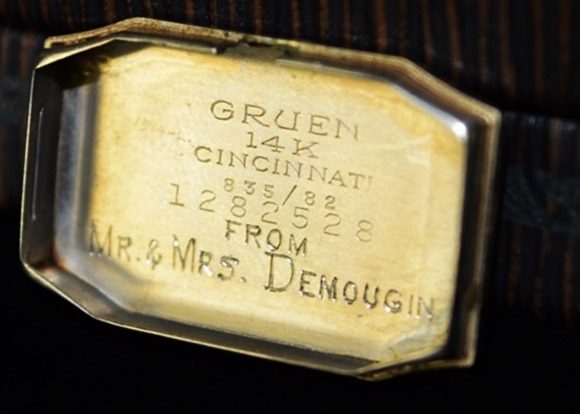 GRUEN
14K
CINCINNATI
835/82
1282528
FROM
MR. & MRS. DEMOUGIN